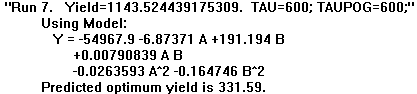 "Run 7.   Yield=1143.524439175309.  TAU=600; TAUPOG=600;"
Using Model:
Y = -54967.9 -6.87371 A +191.194 B
+0.00790839 A B
-0.0263593 A^2 -0.164746 B^2
Predicted optimum yield is 331.59.